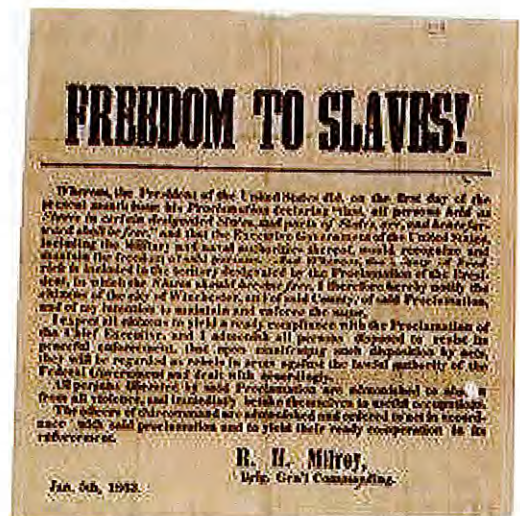 FREEDOM TO SLAVES!
Whereas, the President of the United States did, on the first day of the
present month, issue his Proclamation declaring "that all persons held as
Slaves in certain designated States, and parts of States, are, and hence for-
ward shall be free," and that the Executive Government of the United States,
including the Military and naval authorities thereof, would recognize and
maintain the freedom of said persons. And Whereas, the County of Fred-
rick is included in the territory designated by the Proclamation of the Presi-
dent, in which the Slaves should become free, I therefore hereby notify the
citizens of the city of Winchester, and of said County, of said Proclamation,
and of my intention to maintain and enforce the same.
I expect all citizens to yield a ready compliance with the Proclamation of
the Chief Executive, and I admonish all persons disposed to resist its
peaceful enforcement, that upon manifesting such disposition by acts,
they will be regarded as rebels in arms against the lawful authority of the
Federal Government and dealt with accordingly.
All persons liberated by said Proclamation are admonished to abstain
from all violence, and immediately betake themselves to useful occupations.
The officers of this command are admonished and ordered to act in accord-
ance with said proclamation and to yield their ready co-operation in its
enforcement.
R. H. Milroy,
Brig. Gen'l Commanding.
Jan. 5th, 1863.